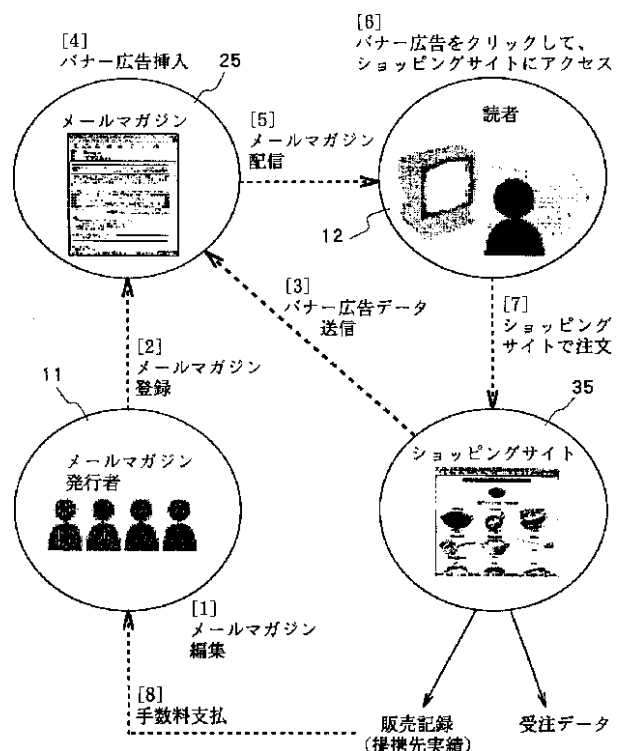 [4]
バナー広告挿入
25
メールマガジン
[5]
メールマガジン
配信
[6]
バナー広告をクリックして、
ショッピングサイトにアクセス
読者
12
[3]
バナー広告データ
送信
[7]
ショッピング
サイトで注文
[2]
メールマガジン
登録
11
メールマガジン
発行者
35
ショッピングサイト
[1]
メールマガジン
編集
[8]
手数料支払
販売記録
(提携先実績)
受注データ